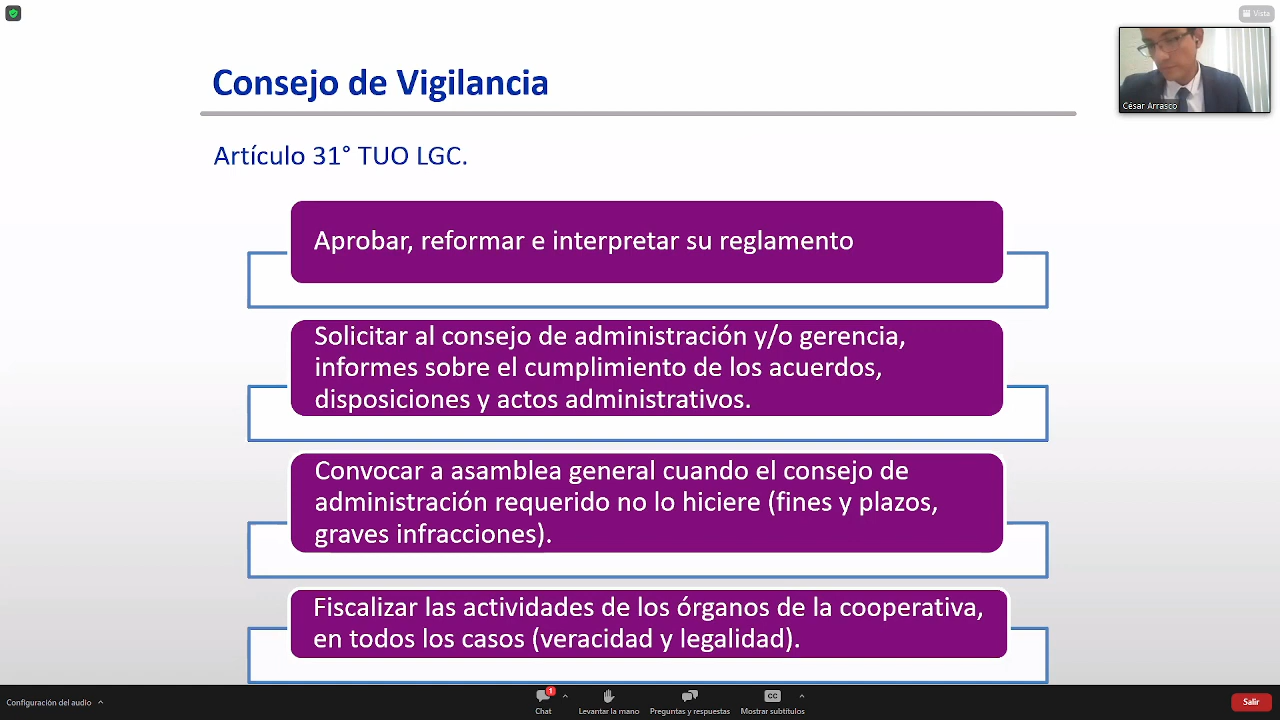 Vista
César Arrasco
Consejo de Vigilancia
Artículo 31° TUO LGC.
Aprobar, reformar e interpretar su reglamento
Solicitar al consejo de administración y/o gerencia,
informes sobre el cumplimiento de los acuerdos,
disposiciones y actos administrativos.
Convocar a asamblea general cuando el consejo de
administración requerido no lo hiciere (fines y plazos,
graves infracciones).
Fiscalizar las actividades de los órganos de la cooperativa,
en todos los casos (veracidad y legalidad).
Configuración del audio
1
CC
Chat
Levantar la mano
Preguntas y respuestas
Mostrar subtítulos
Salir